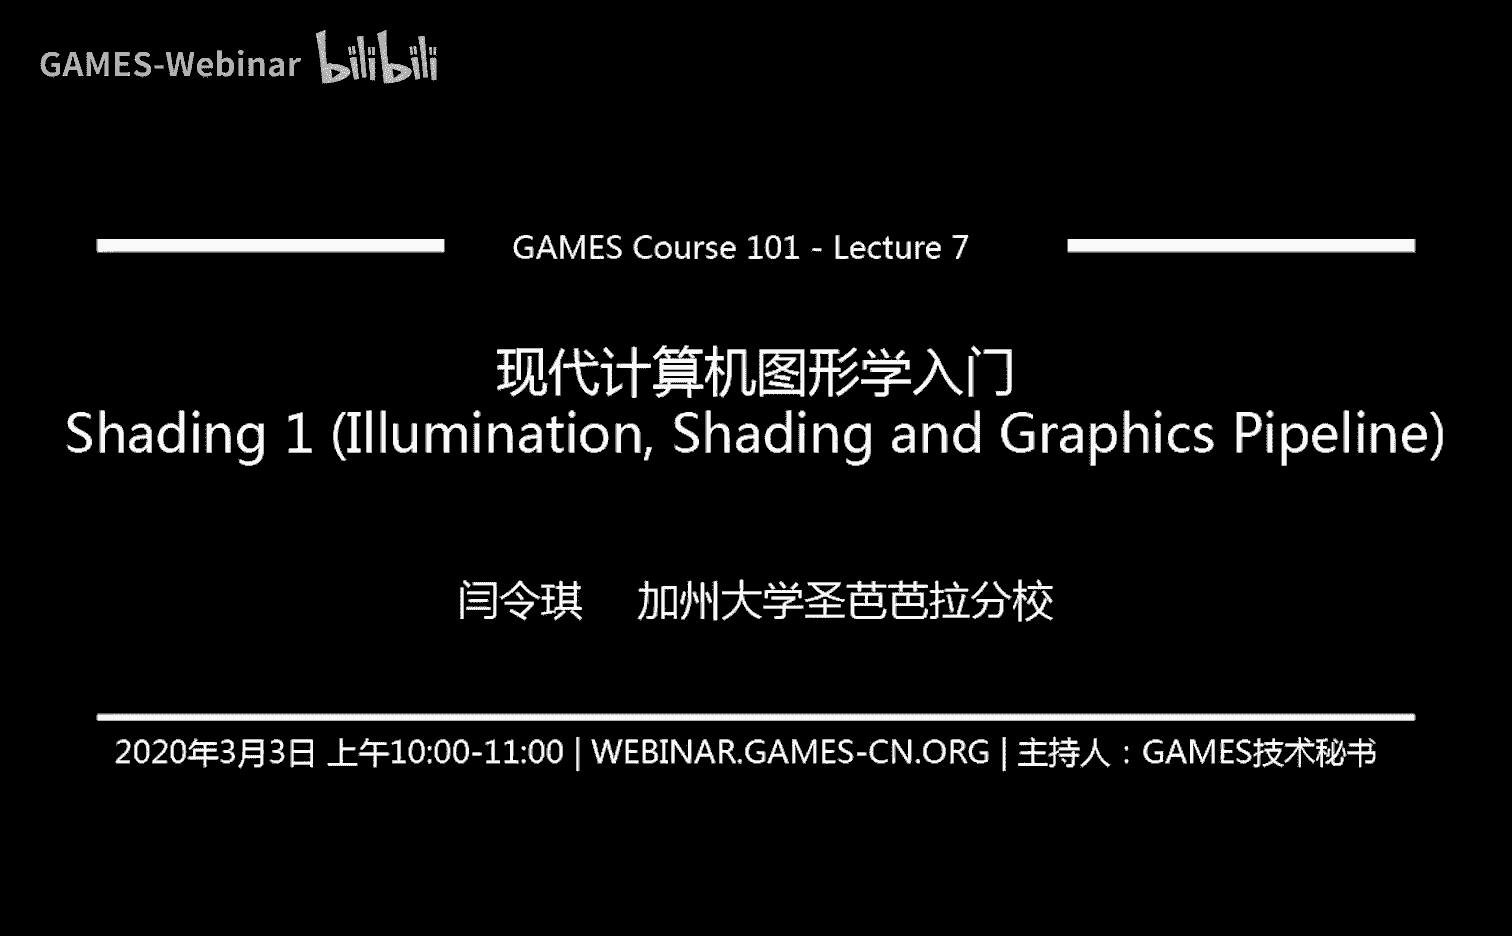 GAMES-Webinar bilibili
GAMES Course 101 - Lecture 7
现代计算机图形学入门
Shading 1 (Illumination, Shading and Graphics Pipeline)
闫令琪 加州大学圣芭芭拉分校
2020年3月3日 上午10:00-11:00 | WEBINAR.GAMES-CN.ORG | 主持人：GAMES技术秘书